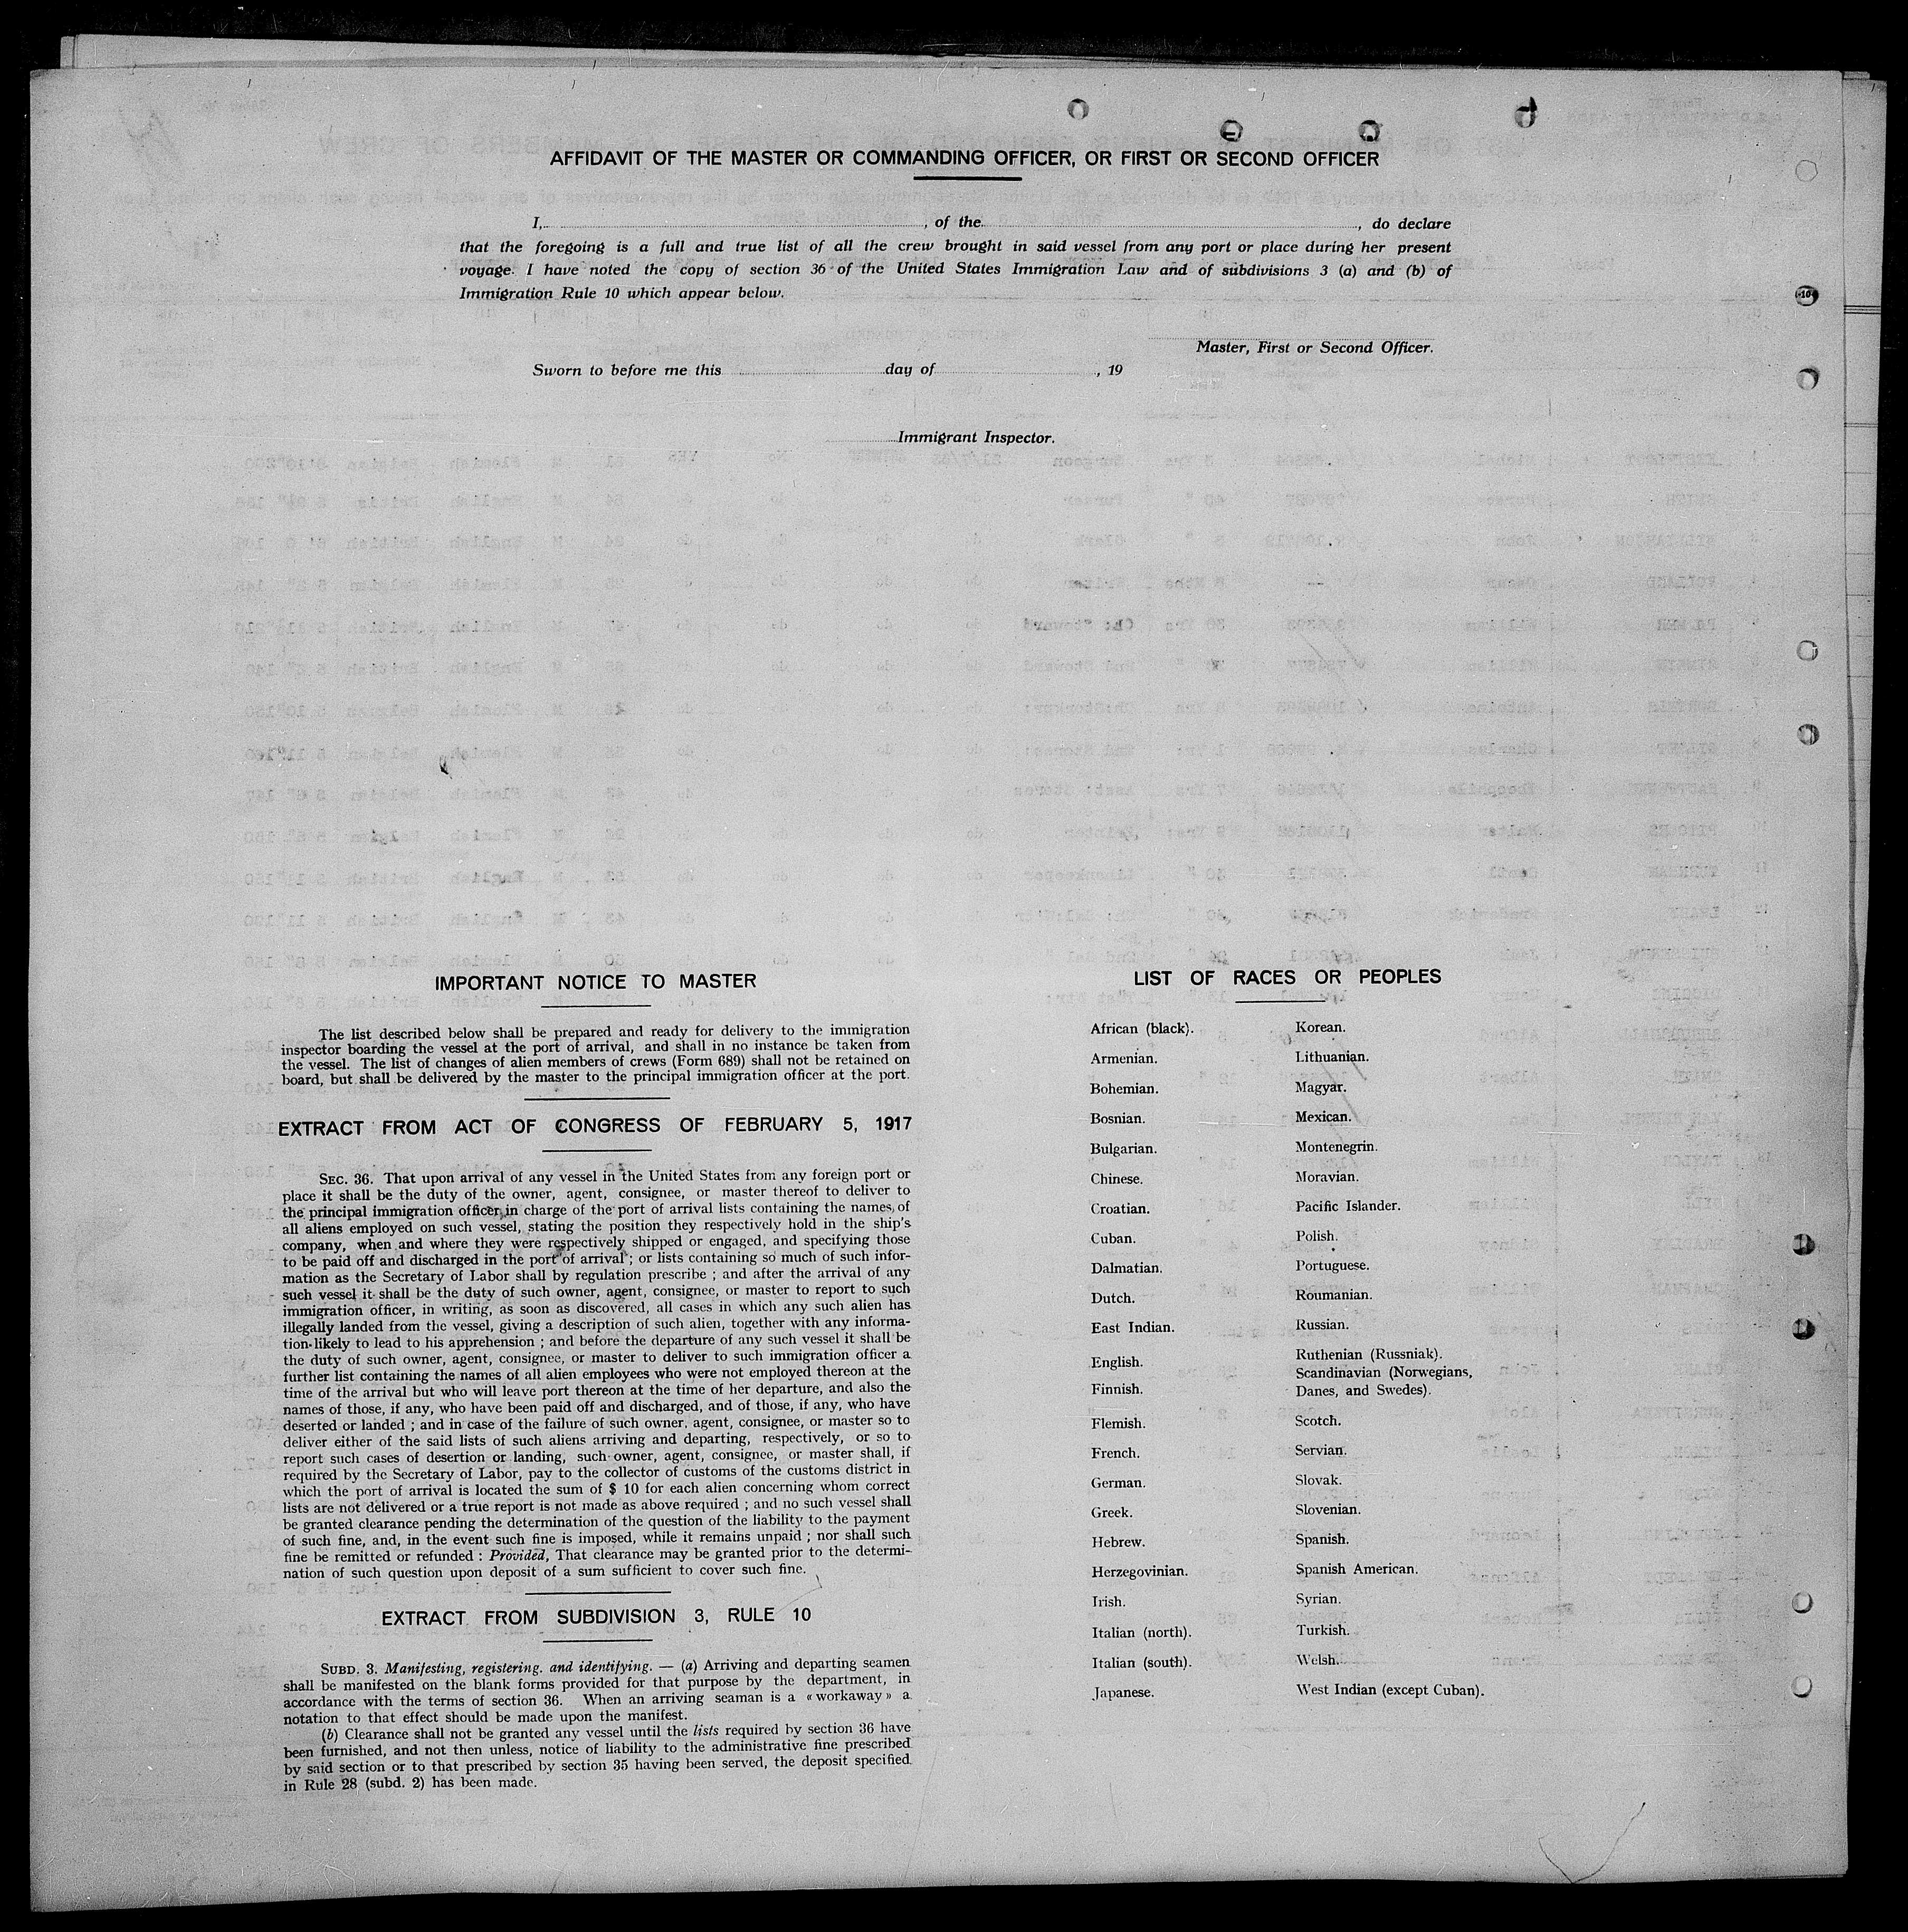 AFFIDAVIT OF THE MASTER OR COMMANDING OFFICER, OR FIRST OR SECOND OFFICER
I, , of the , do declare
that the foregoing is a full and true list of all the crew brought in said vessel from any port or place during her present
voyage. I have noted the copy of section 36 of the United States Immigration Law and of subdivisions 3 (a) and (b) of
Immigration Rule 10 which appear below.
Master, First or Second Officer.
Sworn to before me this day of , 19
Immigrant Inspector.
IMPORTANT NOTICE TO MASTER
The list described below shall be prepared and ready for delivery to the immigration
inspector boarding the vessel at the port of arrival, and shall in no instance be taken from
the vessel. The list of changes of alien members of crews (Form 689) shall not be retained on
board, but shall be delivered by the master to the principal immigration officer at the port.
EXTRACT FROM ACT OF CONGRESS OF FEBRUARY 5, 1917
SEC. 36. That upon arrival of any vessel in the United States from any foreign port or
place it shall be the duty of the owner, agent, consignee, or master thereof to deliver to
the principal immigration officer in charge of the port of arrival lists containing the names of
all aliens employed on such vessel, stating the position they respectively hold in the ship's
company, when and where they were respectively shipped or engaged, and specifying those
to be paid off and discharged in the port of arrival ; or lists containing so much of such infor-
mation as the Secretary of Labor shall by regulation prescribe ; and after the arrival of any
such vessel it shall be the duty of such owner, agent, consignee, or master to report to such
immigration officer, in writing, as soon as discovered, all cases in which any such alien has
illegally landed from the vessel, giving a description of such alien, together with any informa-
tion likely to lead to his apprehension ; and before the departure of any such vessel it shall be
the duty of such owner, agent, consignee, or master to deliver to such immigration officer a
further list containing the names of all alien employees who were not employed thereon at the
time of the arrival but who will leave port thereon at the time of her departure, and also the
names of those, if any, who have been paid off and discharged, and of those, if any, who have
deserted or landed ; and in case of the failure of such owner, agent, consignee, or master so to
deliver either of the said lists of such aliens arriving and departing, respectively, or so to
report such cases of desertion or landing, such owner, agent, consignee, or master shall, if
required by the Secretary of Labor, pay to the collector of customs of the customs district in
which the port of arrival is located the sum of $ 10 for each alien concerning whom correct
lists are not delivered or a true report is not made as above required ; and no such vessel shall
be granted clearance pending the determination of the question of the liability to the payment
of such fine, and, in the event such fine is imposed, while it remains unpaid ; nor shall such
fine be remitted or refunded : Provided, That clearance may be granted prior to the determi-
nation of such question upon deposit of a sum sufficient to cover such fine.
EXTRACT FROM SUBDIVISION 3, RULE 10
SUBD. 3. Manifesting, registering. and identifying. — (a) Arriving and departing seamen
shall be manifested on the blank forms provided for that purpose by the department, in
accordance with the terms of section 36. When an arriving seaman is a « workaway » a
notation to that effect should be made upon the manifest.
(b) Clearance shall not be granted any vessel until the lists required by section 36 have
been furnished, and not then unless, notice of liability to the administrative fine prescribed
by said section or to that prescribed by section 35 having been served, the deposit specified
in Rule 28 (subd. 2) has been made.
LIST OF RACES OR PEOPLES
African (black).
Armenian.
Bohemian.
Bosnian.
Bulgarian.
Chinese.
Croatian.
Cuban.
Dalmatian.
Dutch.
East Indian.
English.
Finnish.
Flemish.
French.
German.
Greek.
Hebrew.
Herzegovinian.
Irish.
Italian (north).
Italian (south).
Japanese.
Korean.
Lithuanian.
Magyar.
Mexican.
Montenegrin.
Moravian.
Pacific Islander.
Polish.
Portuguese.
Roumanian.
Russian.
Ruthenian (Russniak).
Scandinavian (Norwegians,
Danes, and Swedes).
Scotch.
Servian.
Slovak.
Slovenian.
Spanish.
Spanish American.
Syrian.
Turkish.
Welsh.
West Indian (except Cuban).